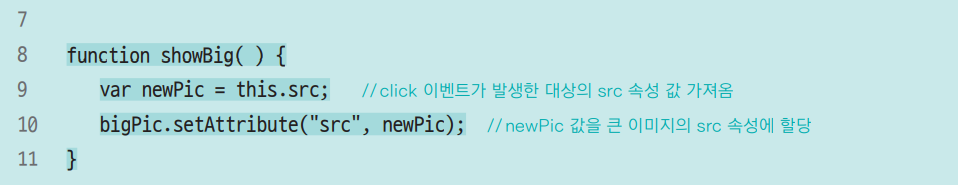 7
8 function showBig( ) {
9 var newPic = this.src; //click 이벤트가 발생한 대상의 src 속성 값 가져옴
10 bigPic.setAttribute("src", newPic); //newPic 값을 큰 이미지의 src 속성에 할당
11 }